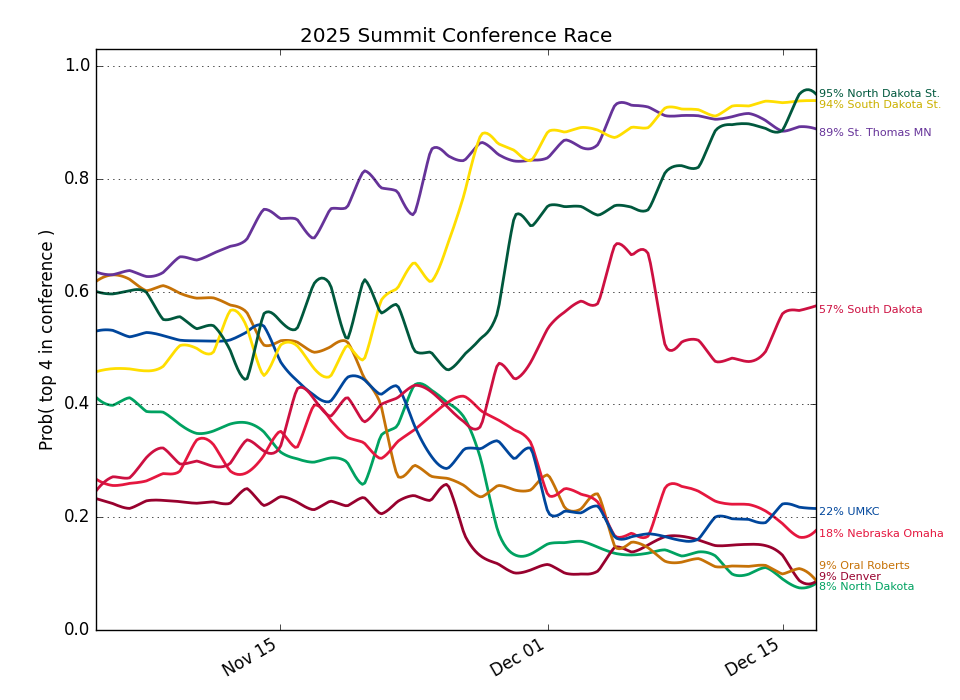 2025 Summit Conference Race
Prob( top 4 in conference )
1.0
0.8
0.6
0.4
0.2
0.0
Nov 15
Dec 01
Dec 15
95% North Dakota St.
94% South Dakota St.
89% St. Thomas MN
57% South Dakota
22% UMKC
18% Nebraska Omaha
9% Oral Roberts
9% Denver
8% North Dakota